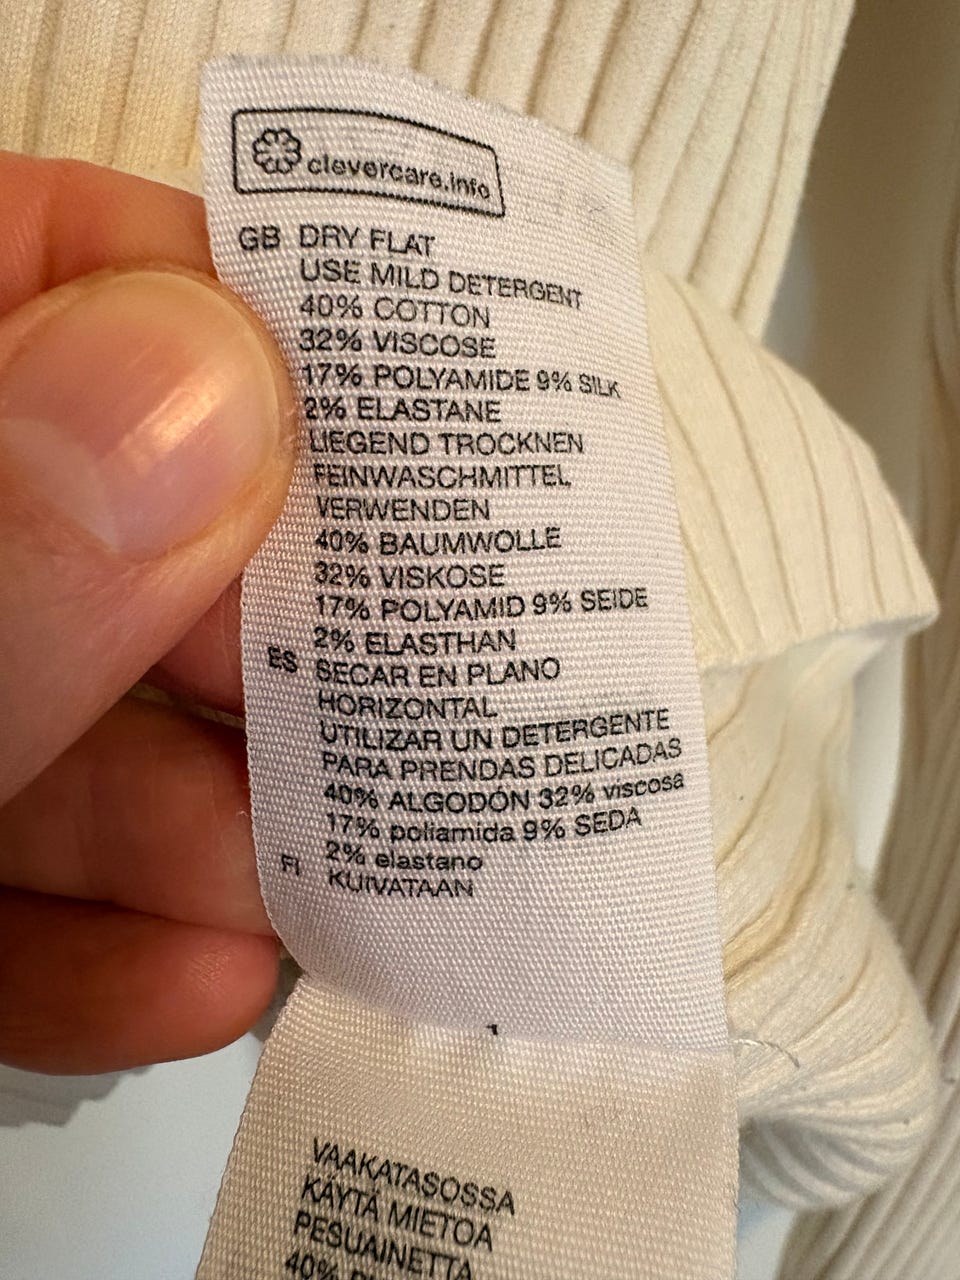 clevercare.info
GB DRY FLAT
USE MILD DETERGENT
40% COTTON
32% VISCOSE
17% POLYAMIDE 9% SILK
2% ELASTANE
LIEGEND TROCKNEN
FEINWASCHMITTEL
VERWENDEN
40% BAUMWOLLE
32% VISKOSE
17% POLYAMID 9% SEIDE
2% ELASTHAN
ES SECAR EN PLANO
HORIZONTAL
UTILIZAR UN DETERGENTE
PARA PRENDAS DELICADAS
40% ALGODÓN 32% viscosa
17% poliamida 9% SEDA
2% elastano
FI KUIVATAAN
1
VAAKATASOSSA
KÄYTÄ MIETOA
PESUAINETTA
40%